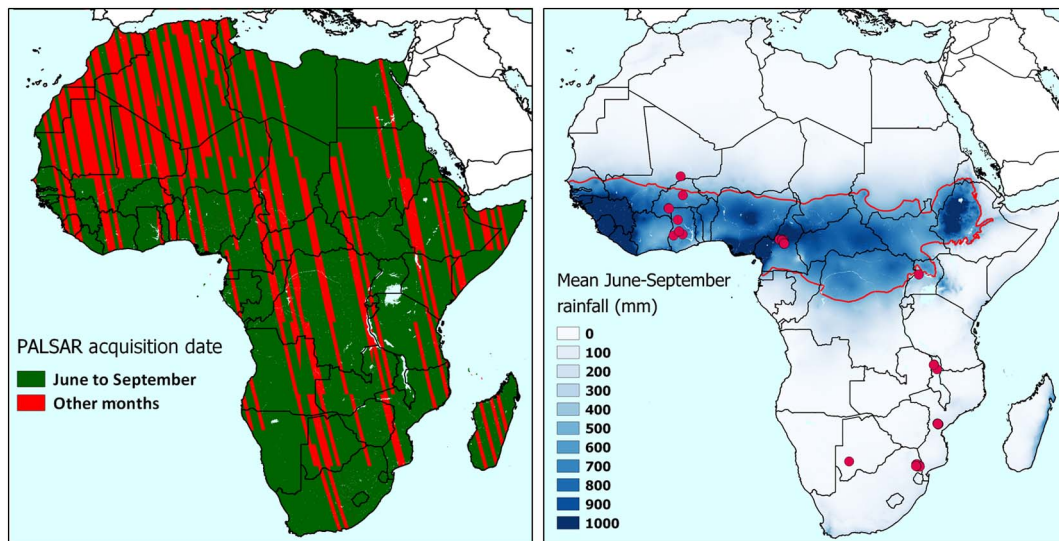 PALSAR acquisition date
June to September
Other months
Mean June-September
rainfall (mm)
0
100
200
300
400
500
600
700
800
900
1000